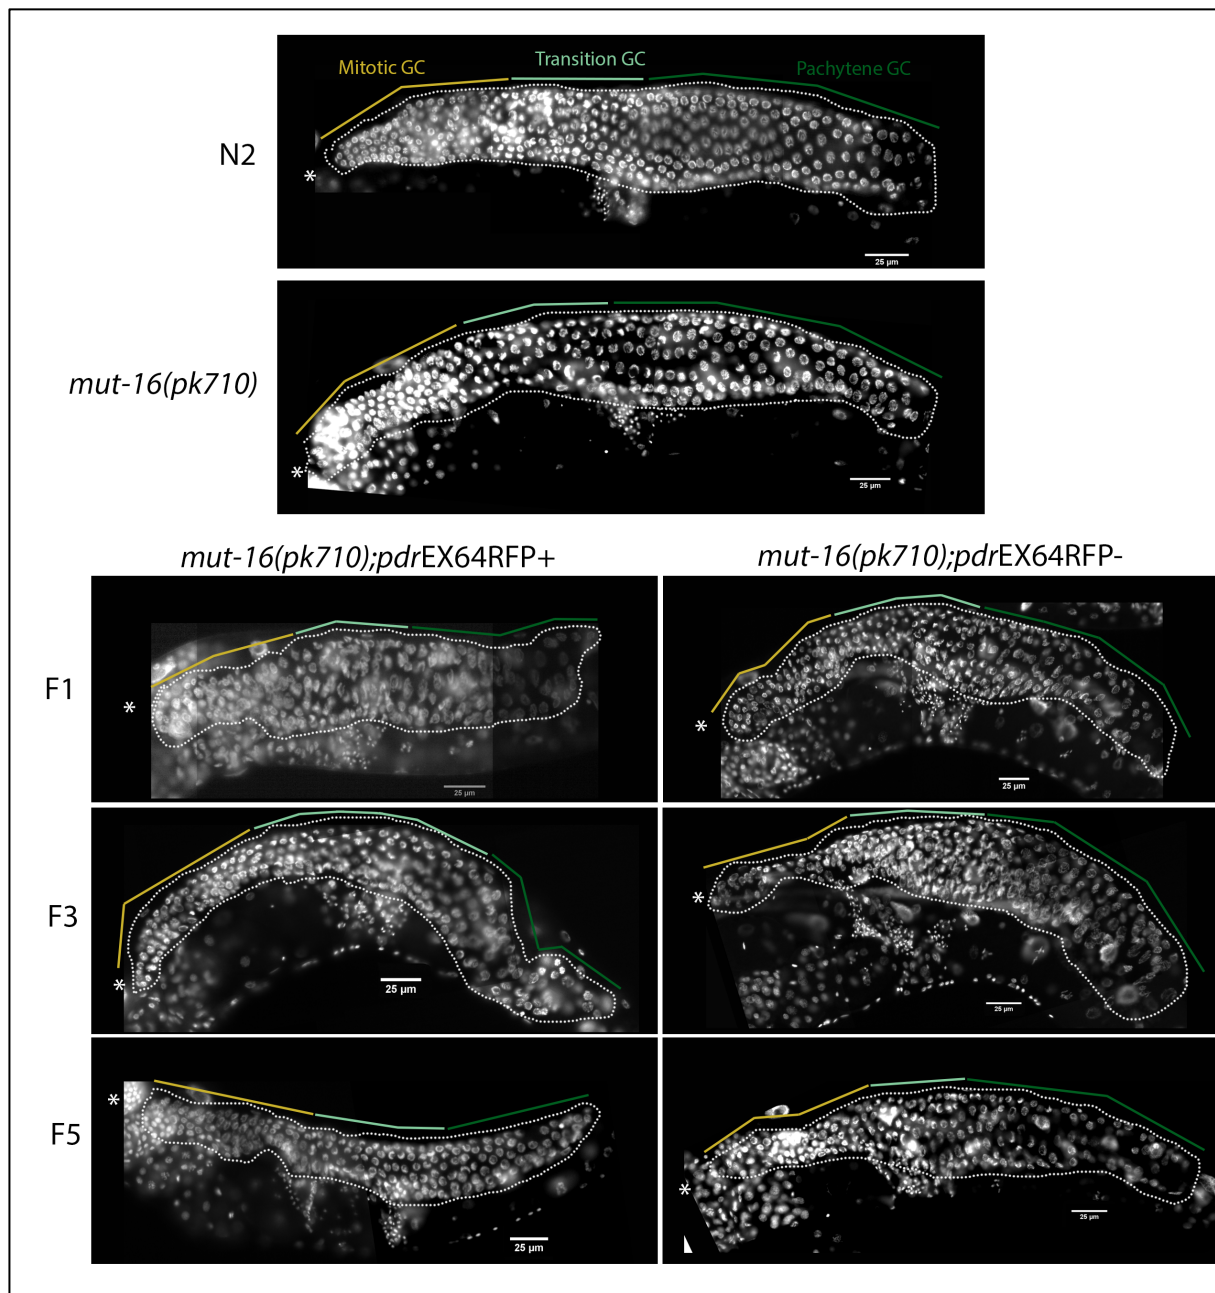 Mitotic GC
Transition GC
Pachytene GC
N2
*
25 µm
mut-16(pk710)
*
25 µm
mut-16(pk710);pdrEX64RFP+
mut-16(pk710);pdrEX64RFP-
F1
*
25 µm
*
25 µm
F3
*
25 µm
*
25 µm
F5
*
25 µm
*
25 µm